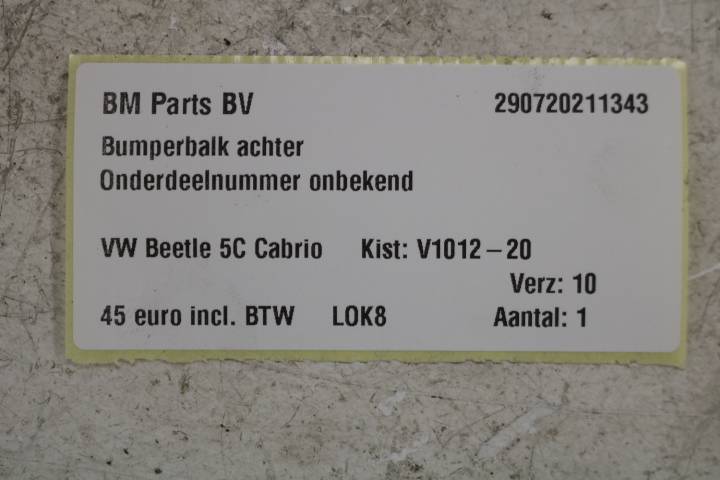 BM Parts BV 290720211343
Bumperbalk achter
Onderdeelnummer onbekend
VW Beetle 5C Cabrio Kist: V1012-20
Verz: 10
45 euro incl. BTW LOK8 Aantal: 1